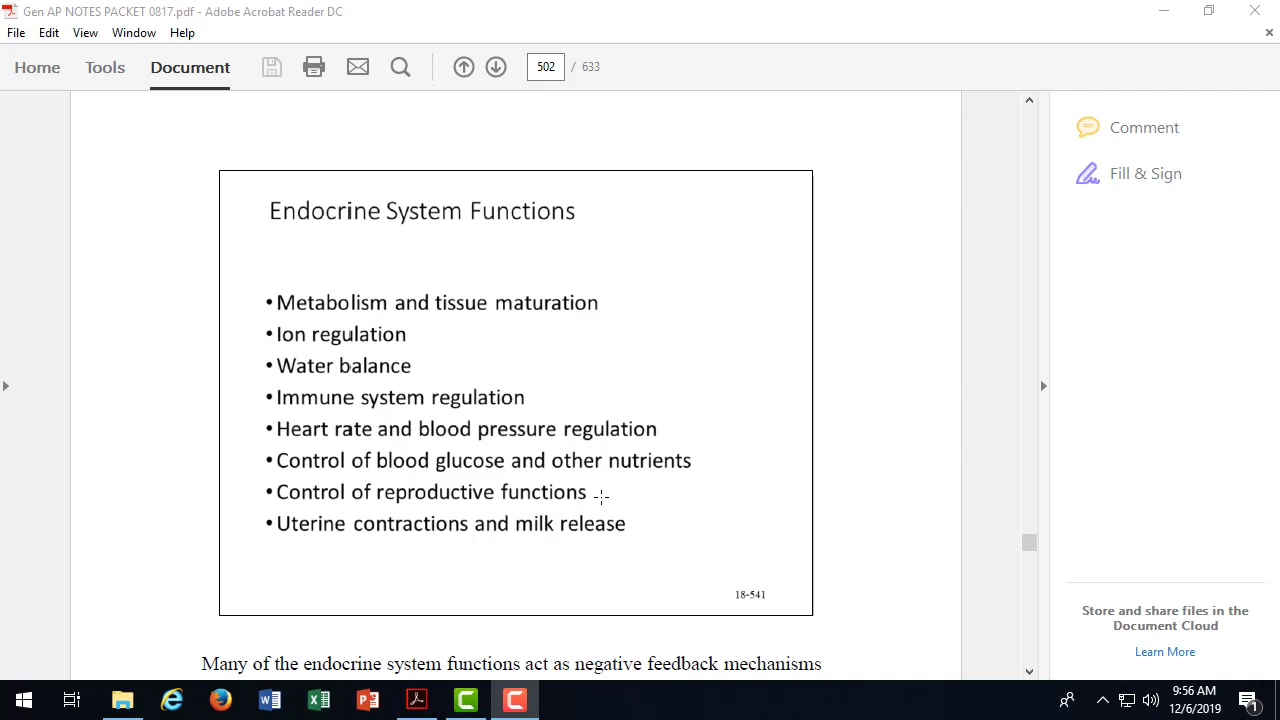 Gen AP NOTES PACKET 0817.pdf - Adobe Acrobat Reader DC
File Edit View Window Help
Home Tools Document 502 / 633
Comment
Fill & Sign
Endocrine System Functions
• Metabolism and tissue maturation
• Ion regulation
• Water balance
• Immune system regulation
• Heart rate and blood pressure regulation
• Control of blood glucose and other nutrients
• Control of reproductive functions
• Uterine contractions and milk release
18-541
Store and share files in the
Document Cloud
Learn More
Many of the endocrine system functions act as negative feedback mechanisms
9:56 AM
12/6/2019
1